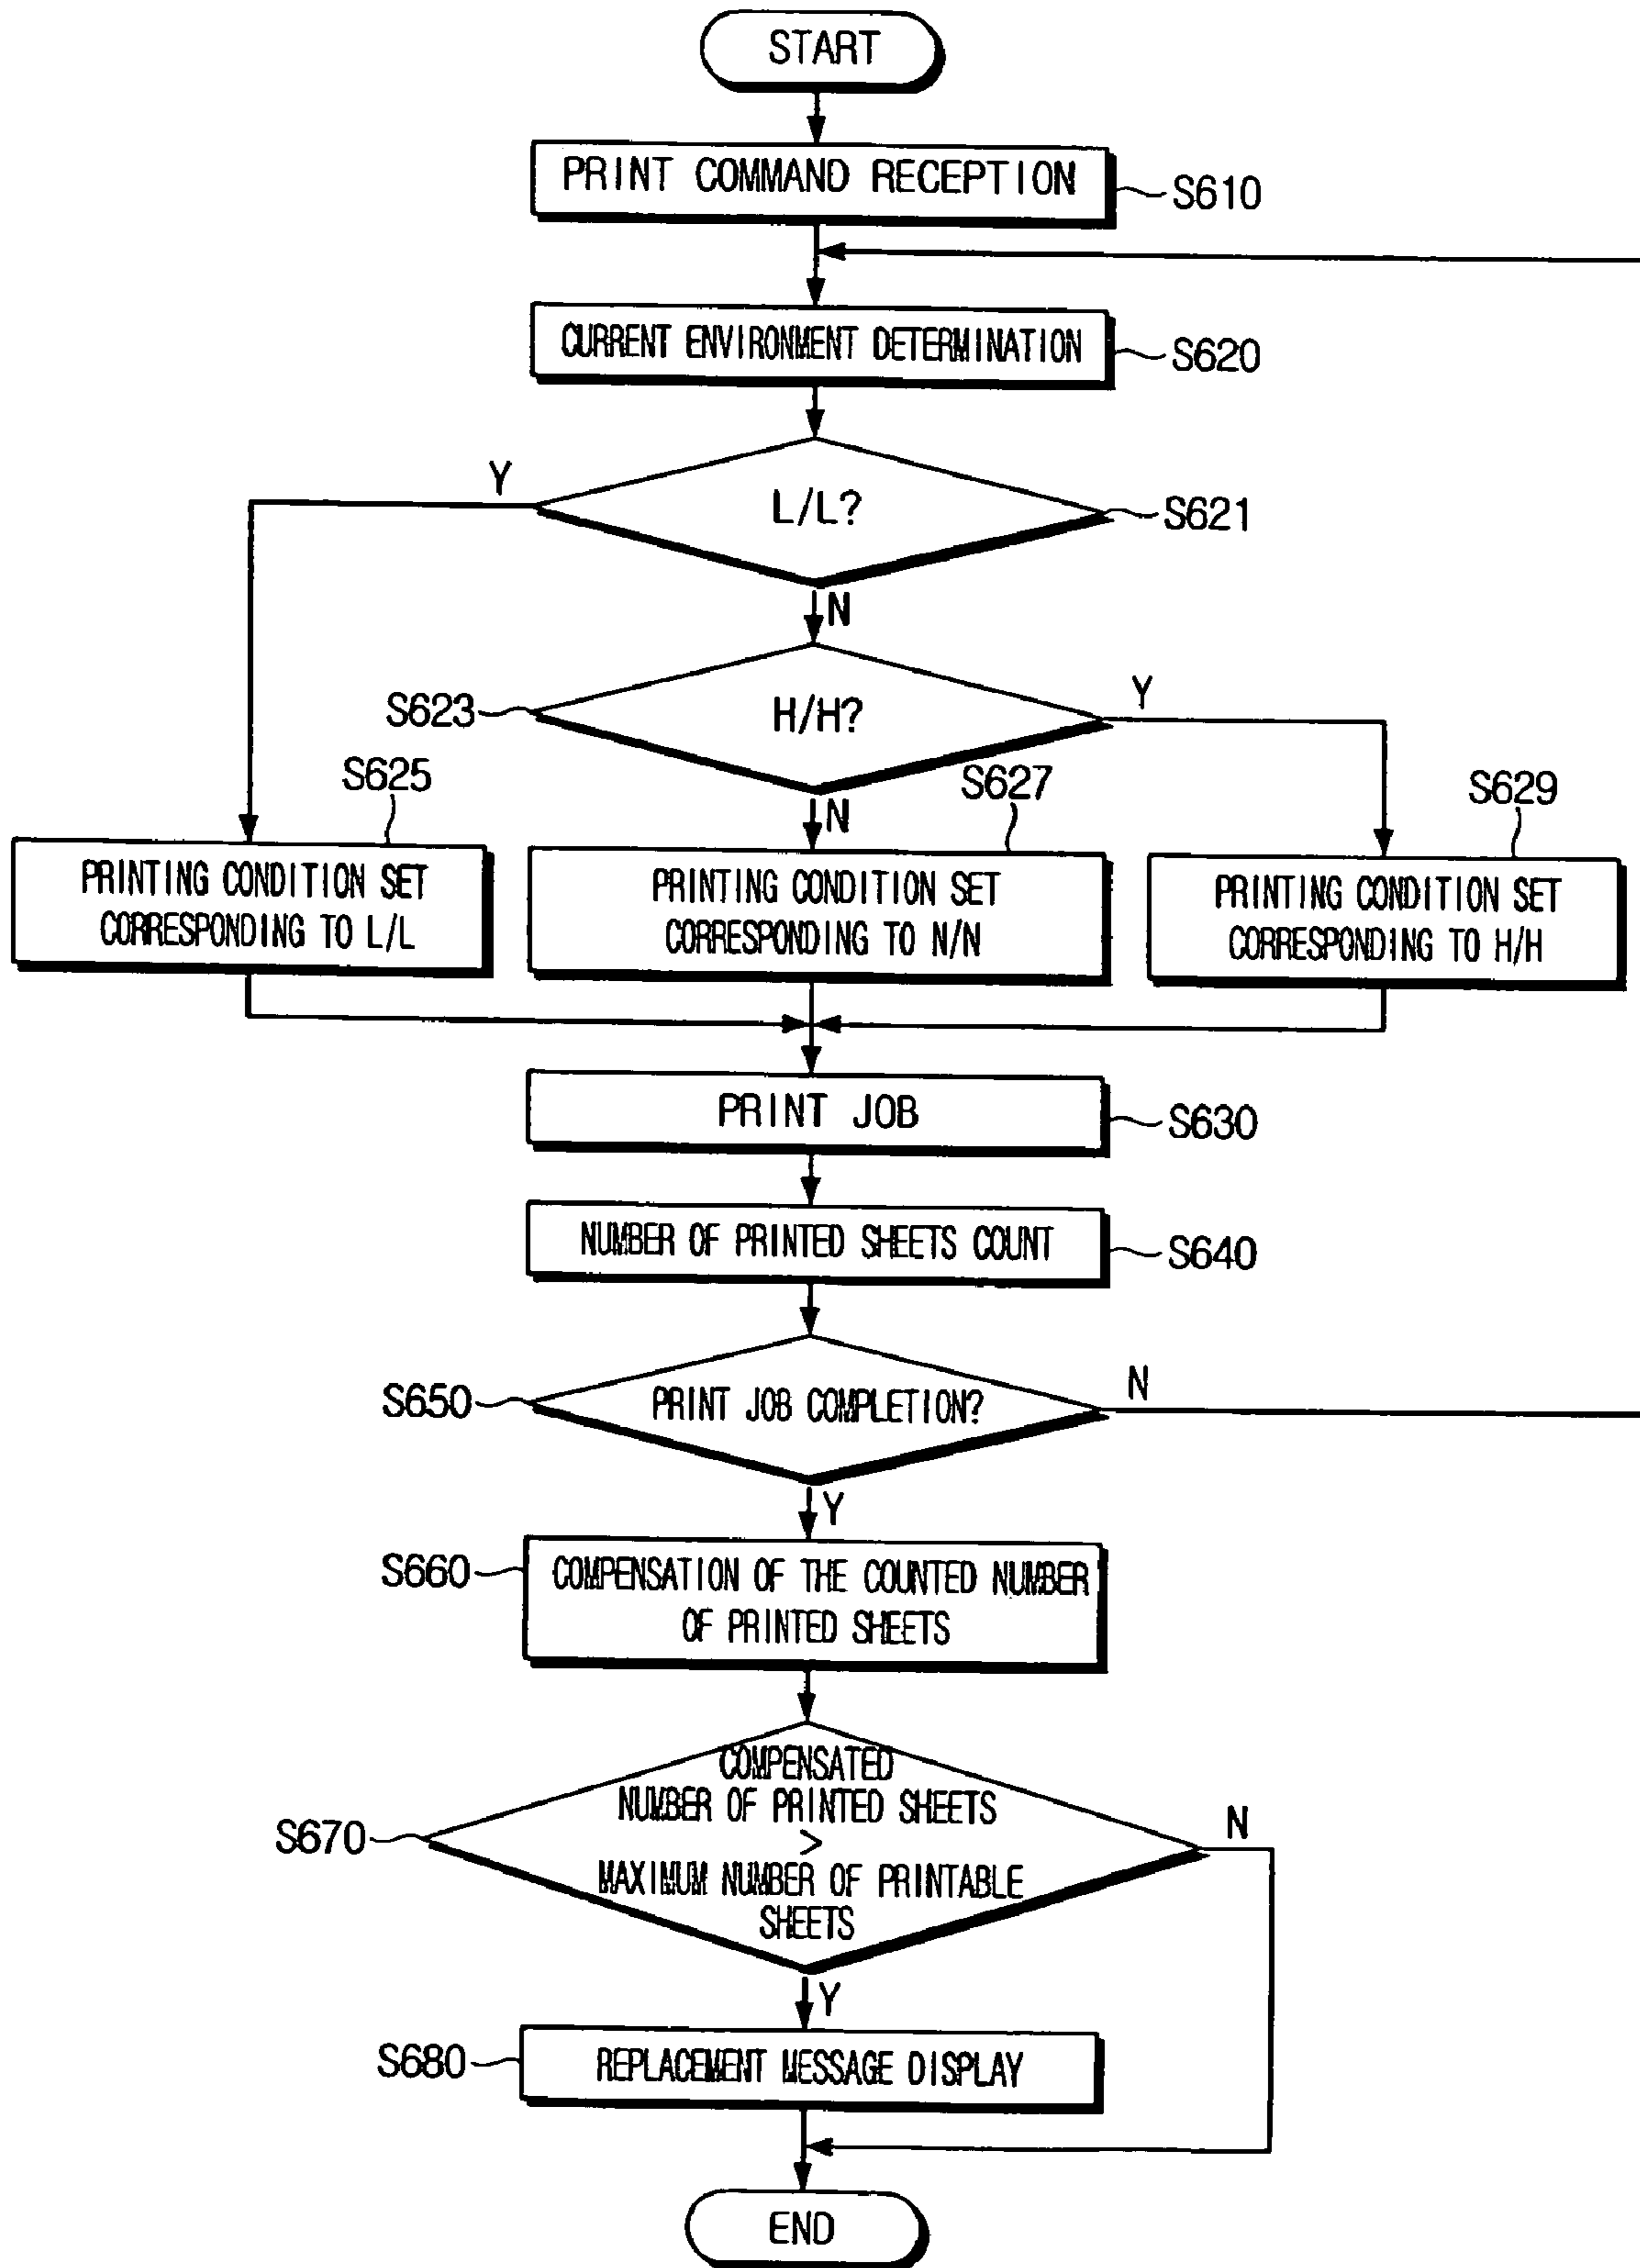 START
PRINT COMMAND RECEPTION
S610
CURRENT ENVIRONMENT DETERMINATION
S620
Y
L/L?
S621
N
S623
H/H?
Y
S625
N
S627
S629
PRINTING CONDITION SET
CORRESPONDING TO L/L
PRINTING CONDITION SET
CORRESPONDING TO N/N
PRINTING CONDITION SET
CORRESPONDING TO H/H
PRINT JOB
S630
NUMBER OF PRINTED SHEETS COUNT
S640
S650
PRINT JOB COMPLETION?
N
Y
S660
COMPENSATION OF THE COUNTED NUMBER
OF PRINTED SHEETS
S670
COMPENSATED
NUMBER OF PRINTED SHEETS
>
MAXIMUM NUMBER OF PRINTABLE
SHEETS
N
Y
S680
REPLACEMENT MESSAGE DISPLAY
END